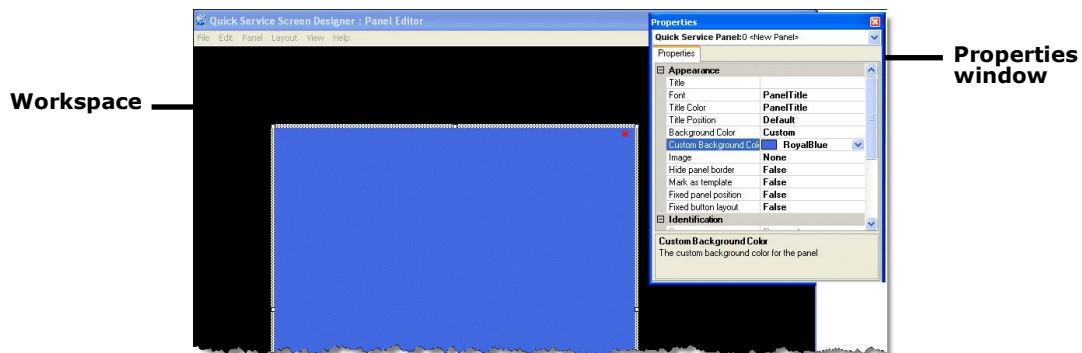 Quick Service Screen Designer : Panel Editor
File Edit Panel Layout View Help
Workspace
Properties
Quick Service Panel:0 <New Panel>
Properties
Appearance
Title
Font PanelTitle
Title Color PanelTitle
Title Position Default
Background Color Custom
Custom Background Col RoyalBlue
Image None
Hide panel border False
Mark as template False
Fixed panel position False
Fixed button layout False
Identification
Custom Background Color
The custom background color for the panel
Properties
window